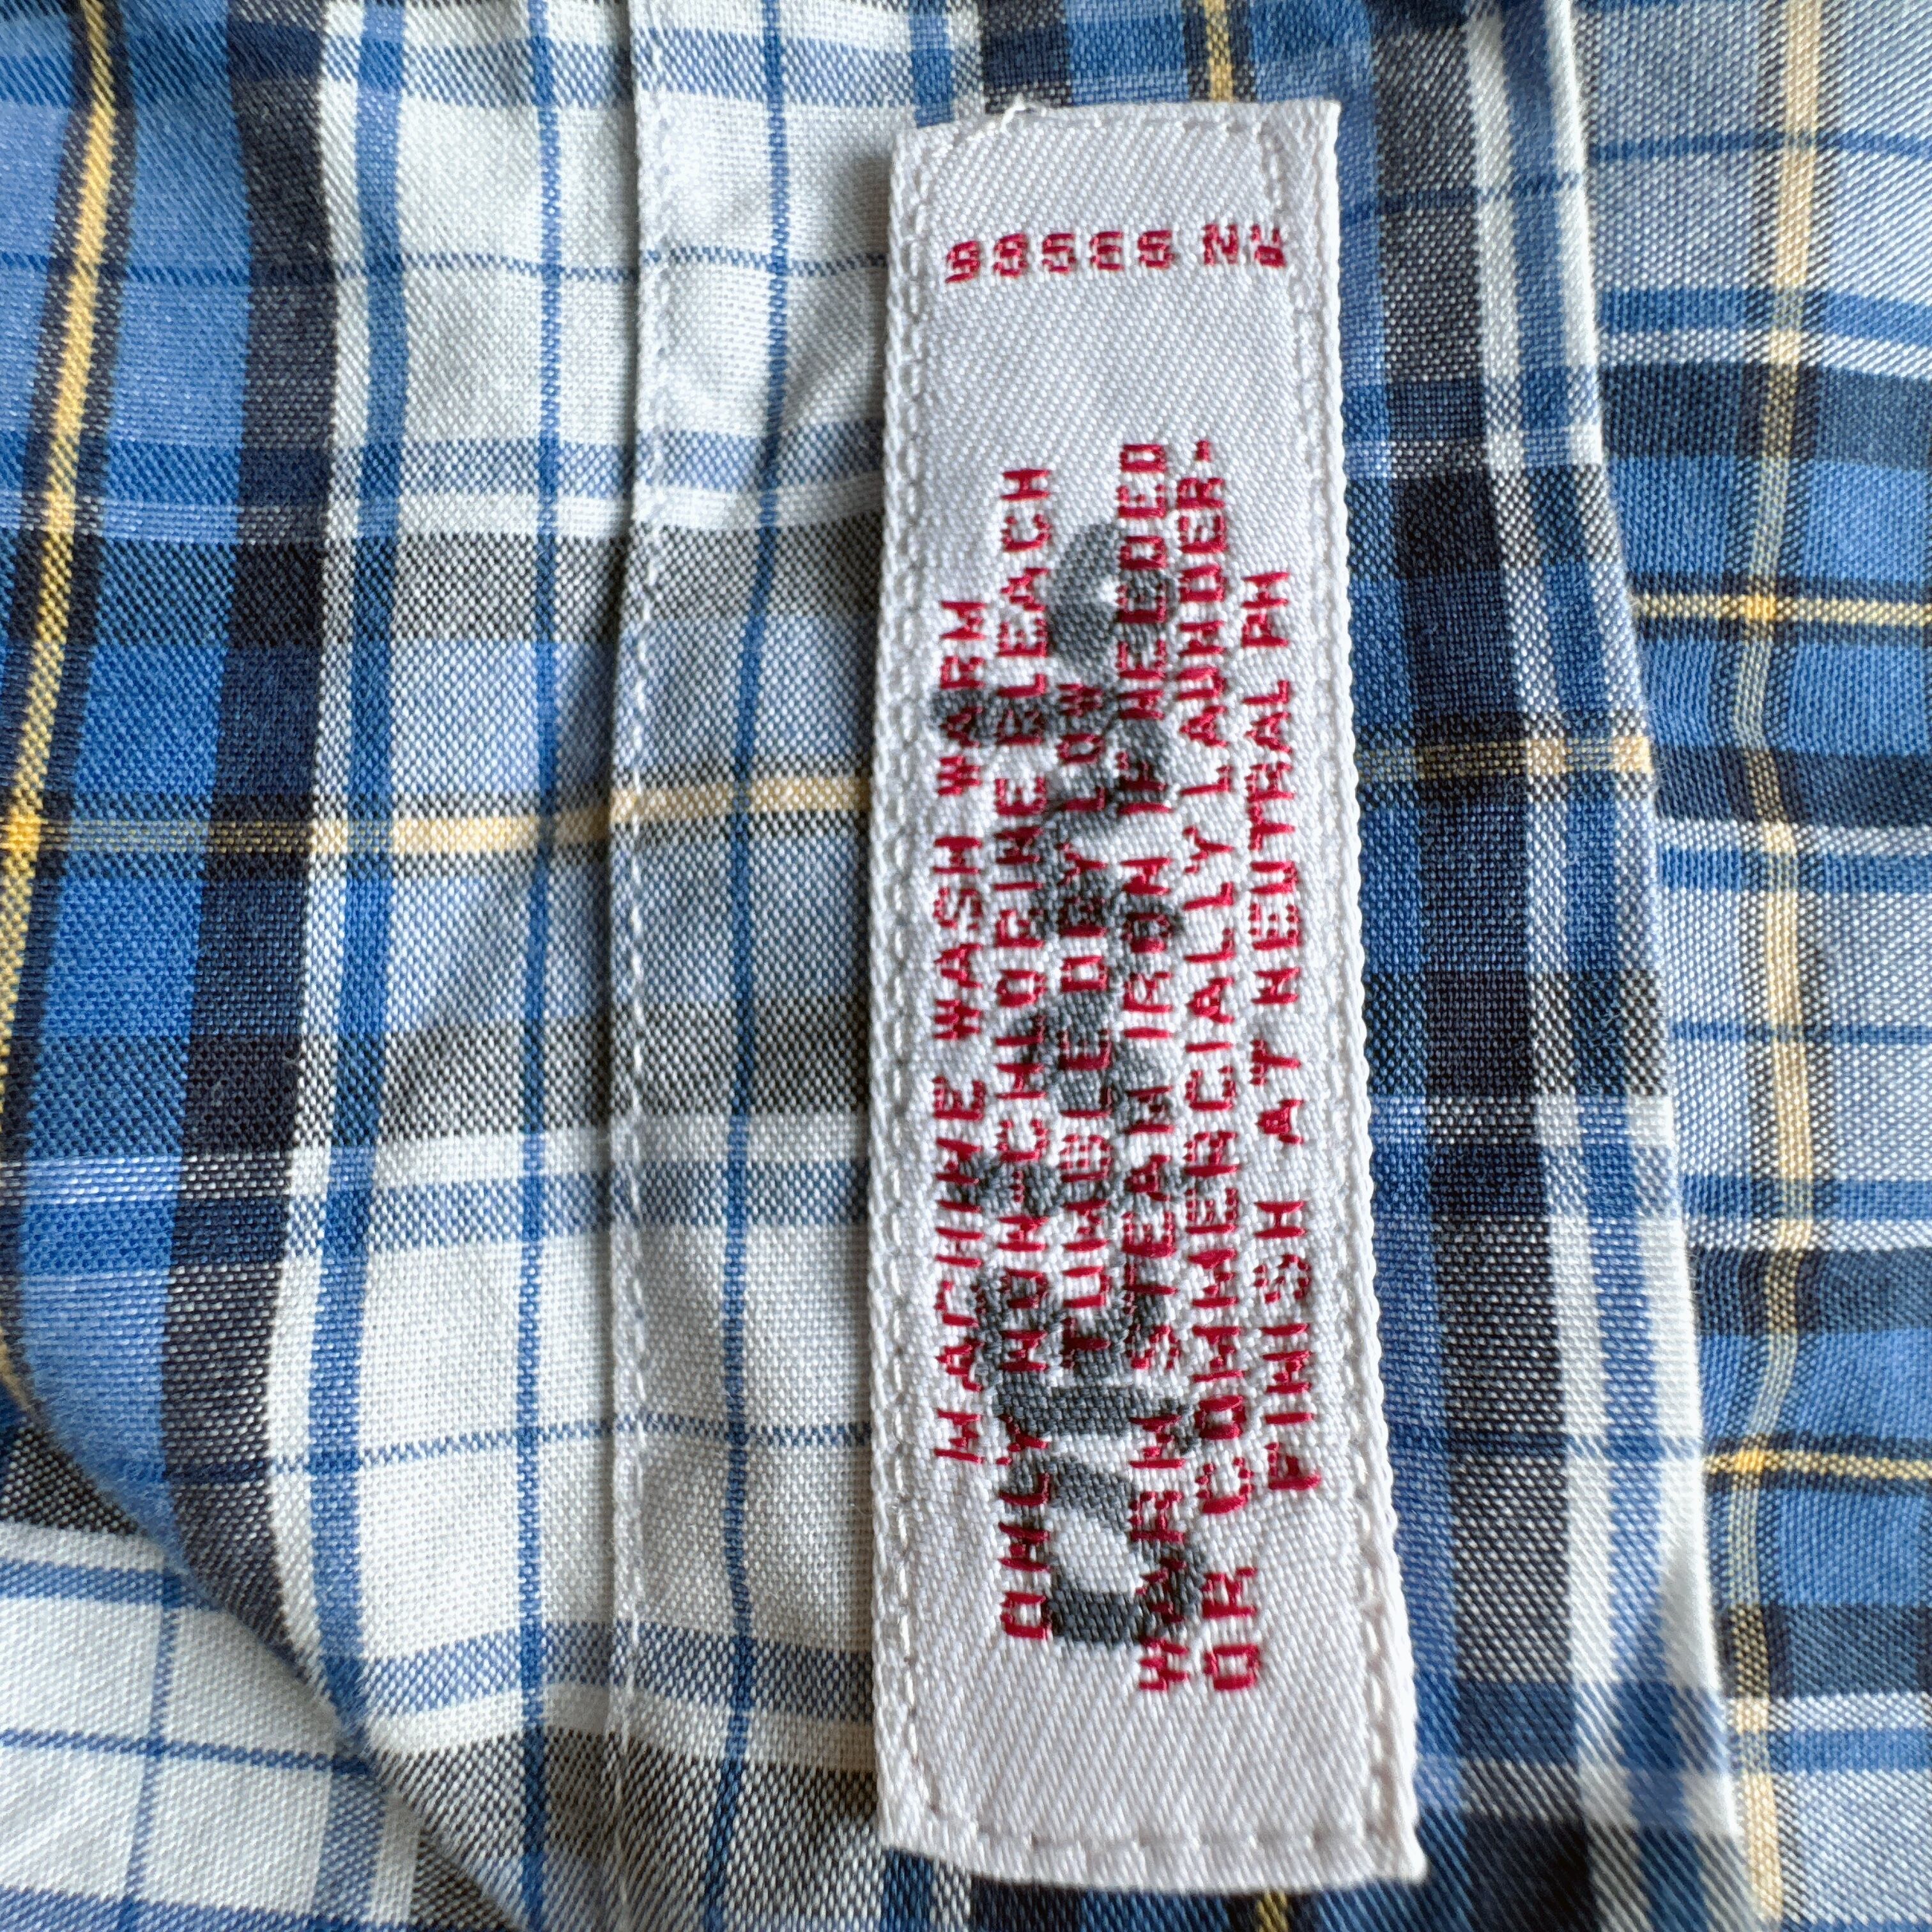 MACHINE WASH WARM
ONLY NON-CHLORINE BLEACH
TUMBLE DRY LOW
WARM STEAM IRON IF NEEDED
OR COMMERCIALLY LAUNDER.
FINISH AT NEUTRAL PH